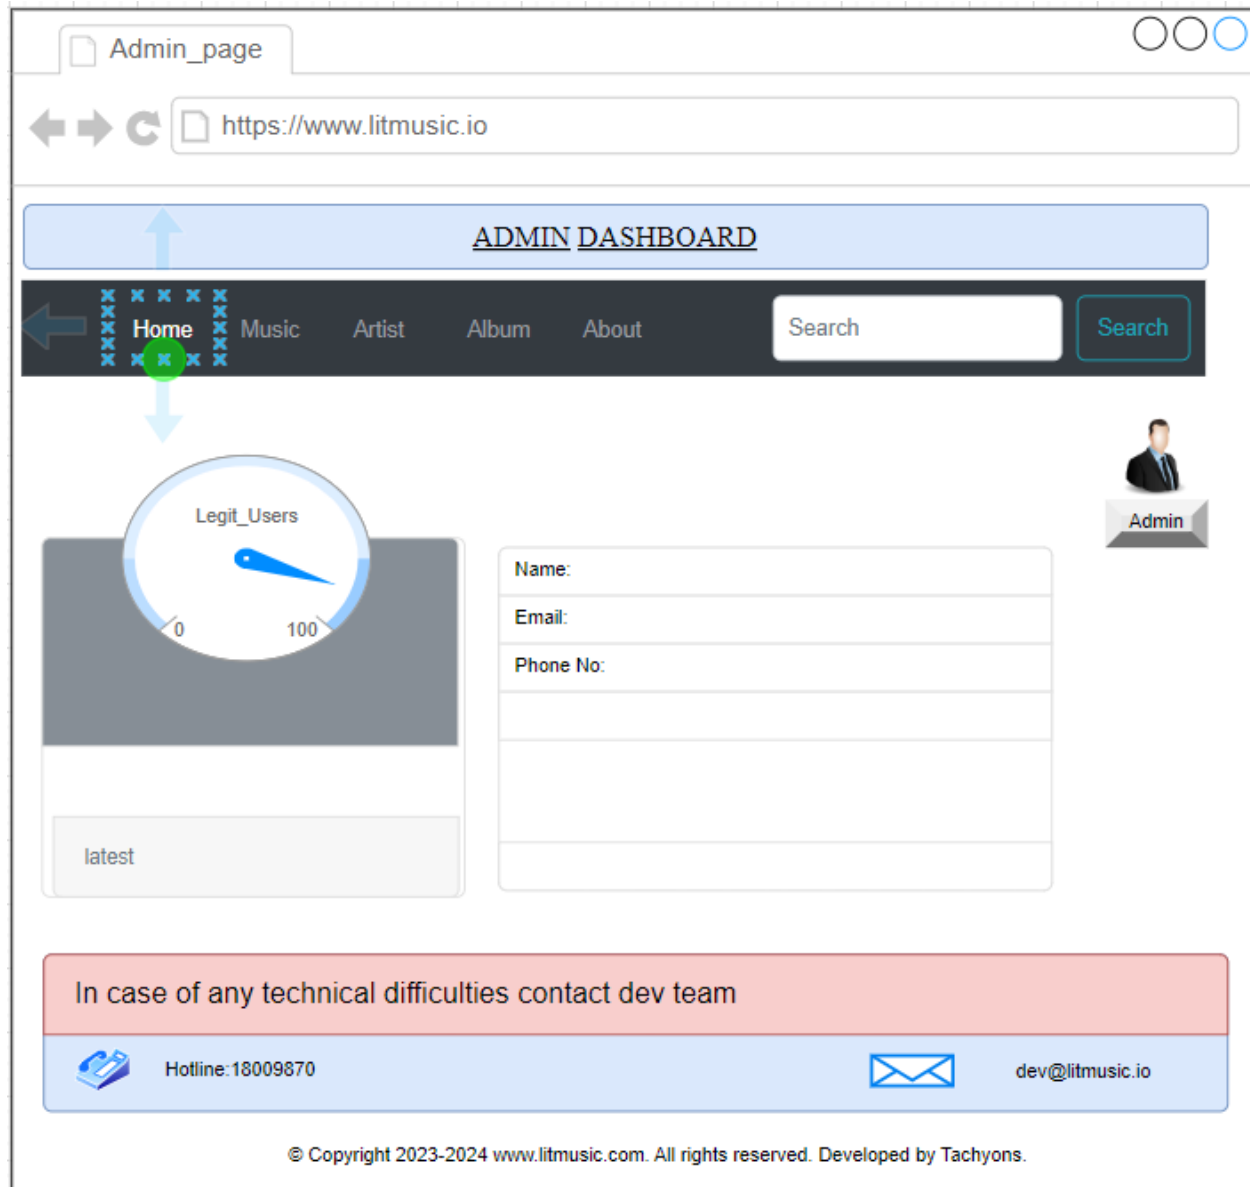 Admin_page
https://www.litmusic.io
ADMIN DASHBOARD
Home Music Artist Album About Search Search
Admin
Legit_Users
0 100
Name:
Email:
Phone No:
latest
In case of any technical difficulties contact dev team
Hotline:18009870 dev@litmusic.io
© Copyright 2023-2024 www.litmusic.com. All rights reserved. Developed by Tachyons.